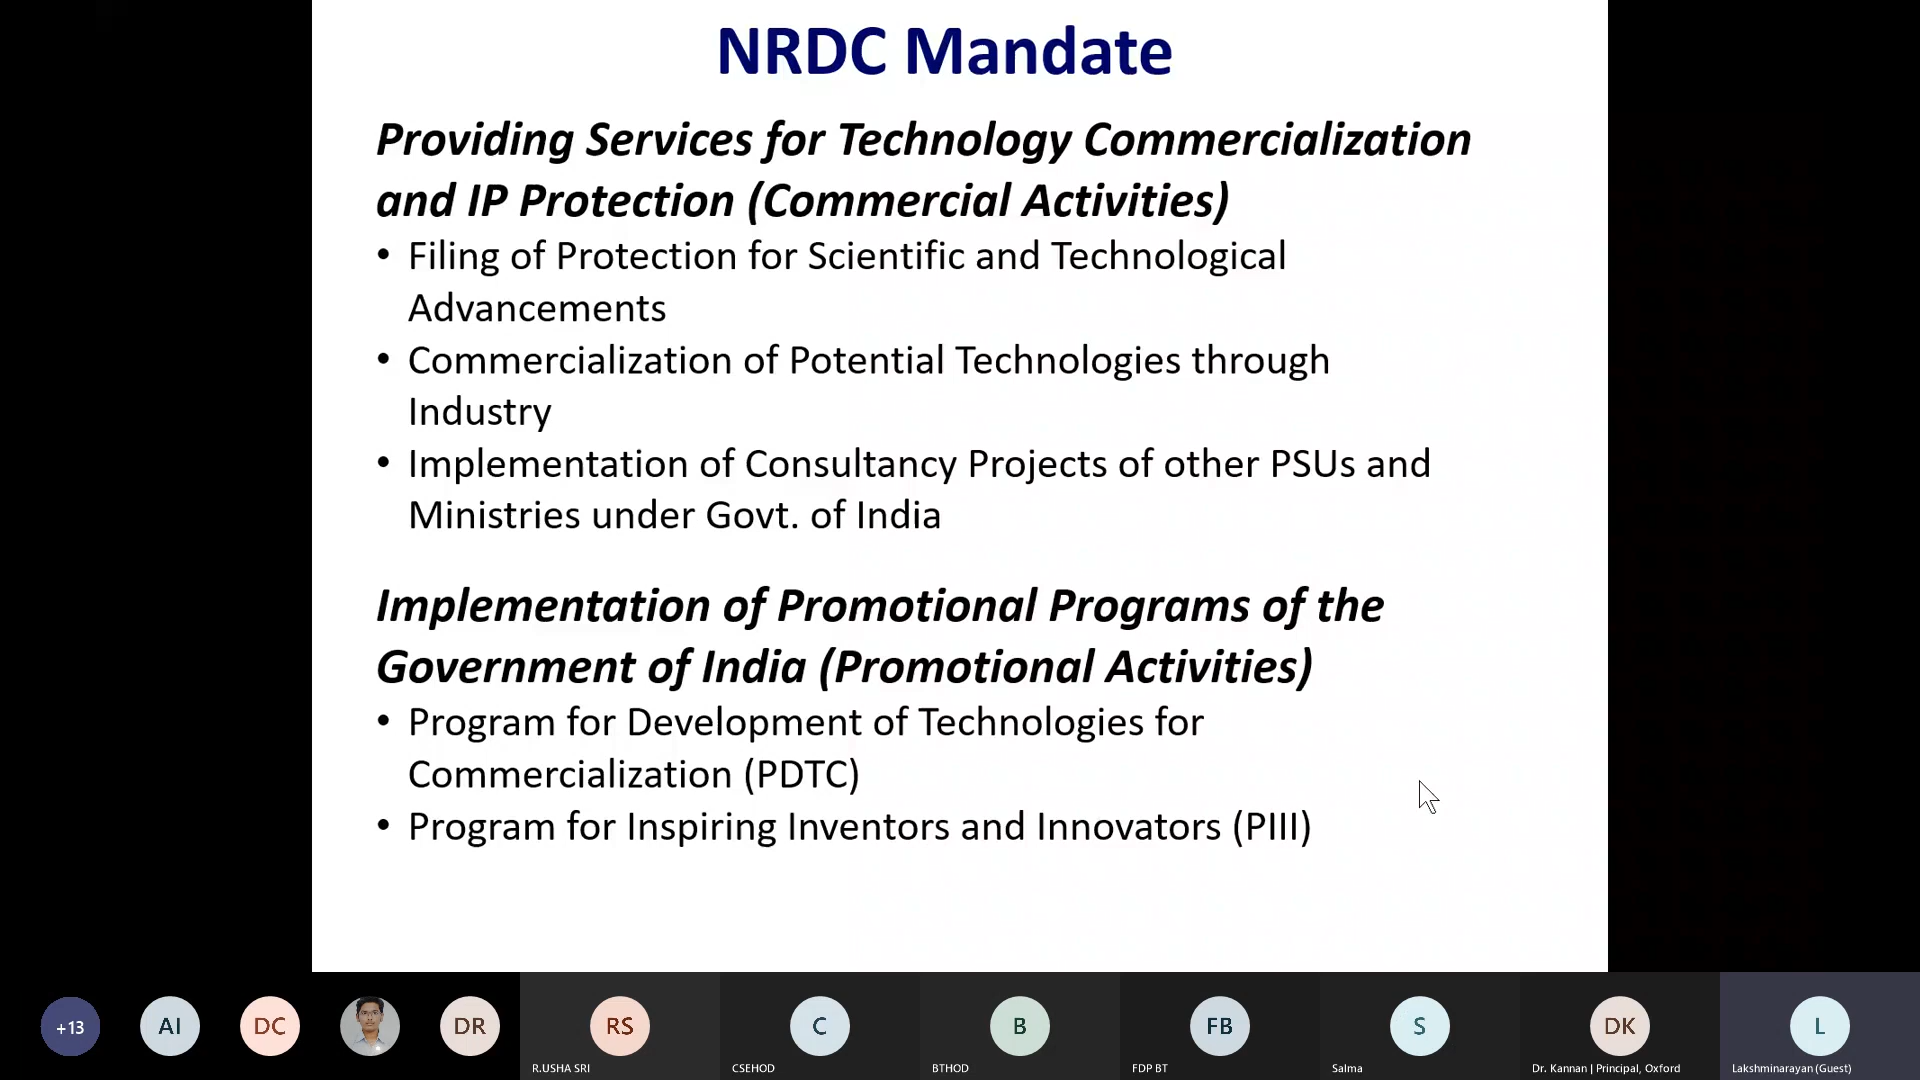 NRDC Mandate
Providing Services for Technology Commercialization
and IP Protection (Commercial Activities)
• Filing of Protection for Scientific and Technological
Advancements
• Commercialization of Potential Technologies through
Industry
• Implementation of Consultancy Projects of other PSUs and
Ministries under Govt. of India
Implementation of Promotional Programs of the
Government of India (Promotional Activities)
• Program for Development of Technologies for
Commercialization (PDTC)
• Program for Inspiring Inventors and Innovators (PIII)
+13
AI
DC
DR
RS
C
B
FB
S
DK
L
R.USHA SRI
CSEHOD
BTHOD
FDP BT
Salma
Dr. Kannan | Principal, Oxford
Lakshminarayan (Guest)